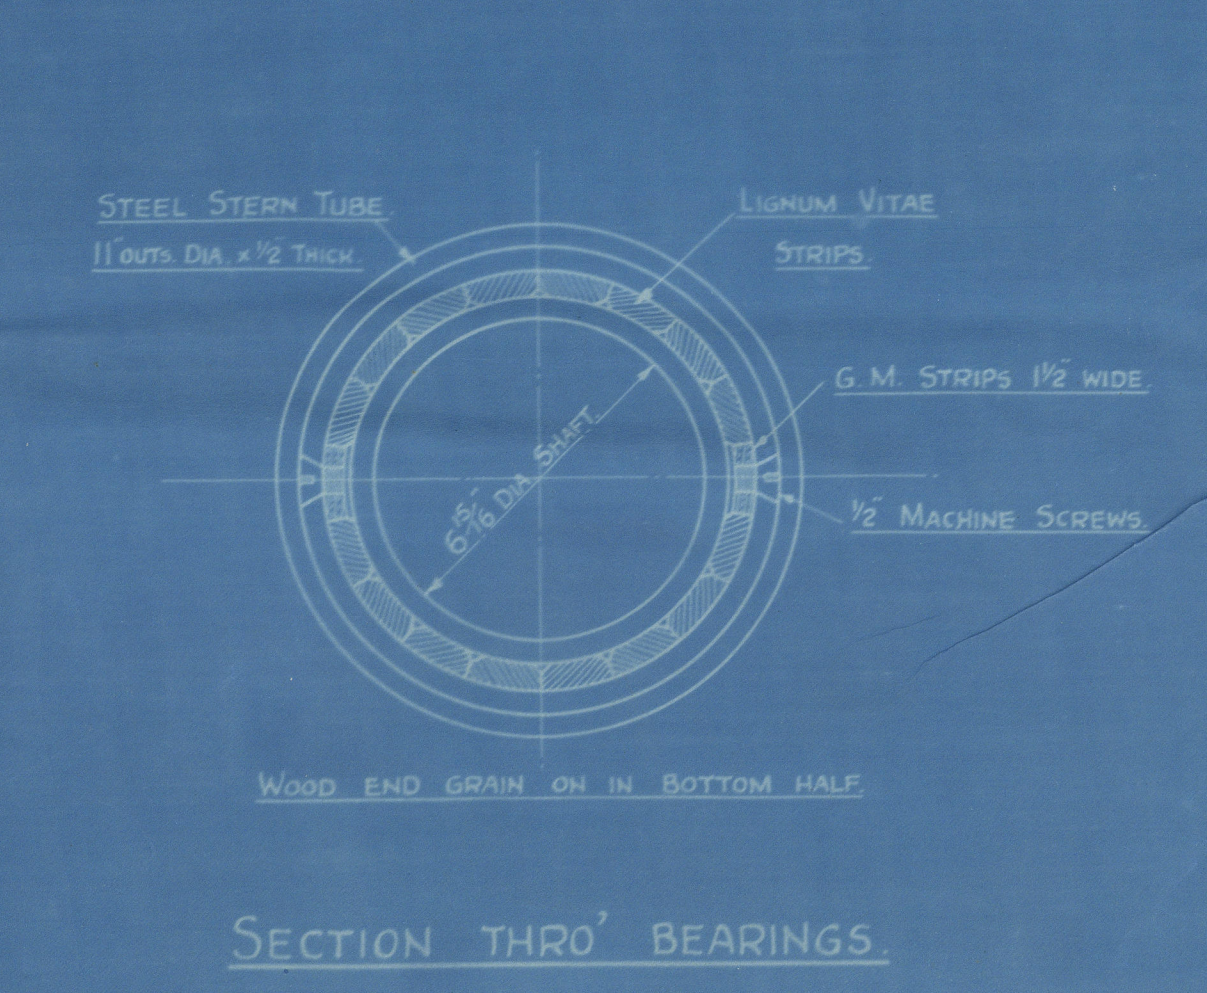 STEEL STERN TUBE
11" OUTS. DIA. x 1/2" THICK.
LIGNUM VITAE
STRIPS.
G.M. STRIPS 1 1/2" WIDE.
6 15/16" DIA SHAFT.
1/2" MACHINE SCREWS.
WOOD END GRAIN ON IN BOTTOM HALF.
SECTION THRO' BEARINGS.